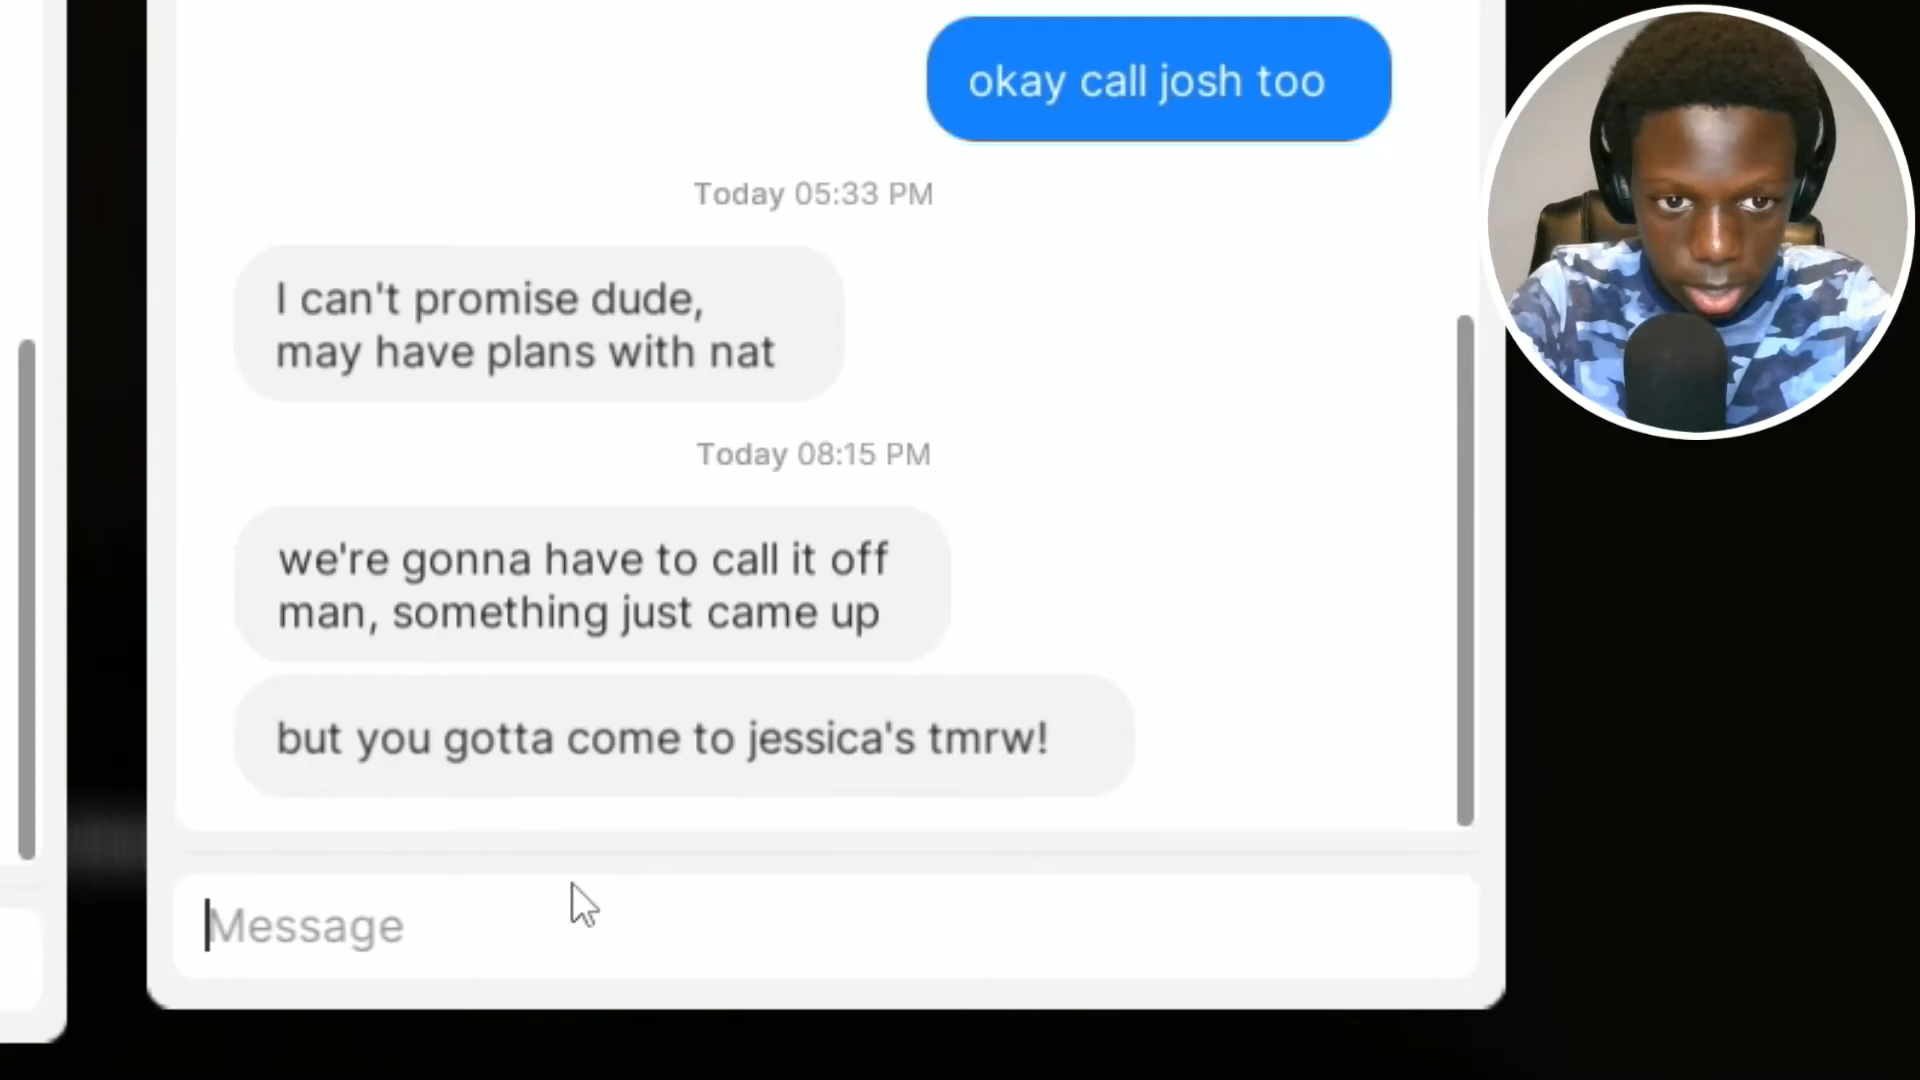 okay call josh too
Today 05:33 PM
I can't promise dude,
may have plans with nat
Today 08:15 PM
we're gonna have to call it off
man, something just came up
but you gotta come to jessica's tmrw!
Message